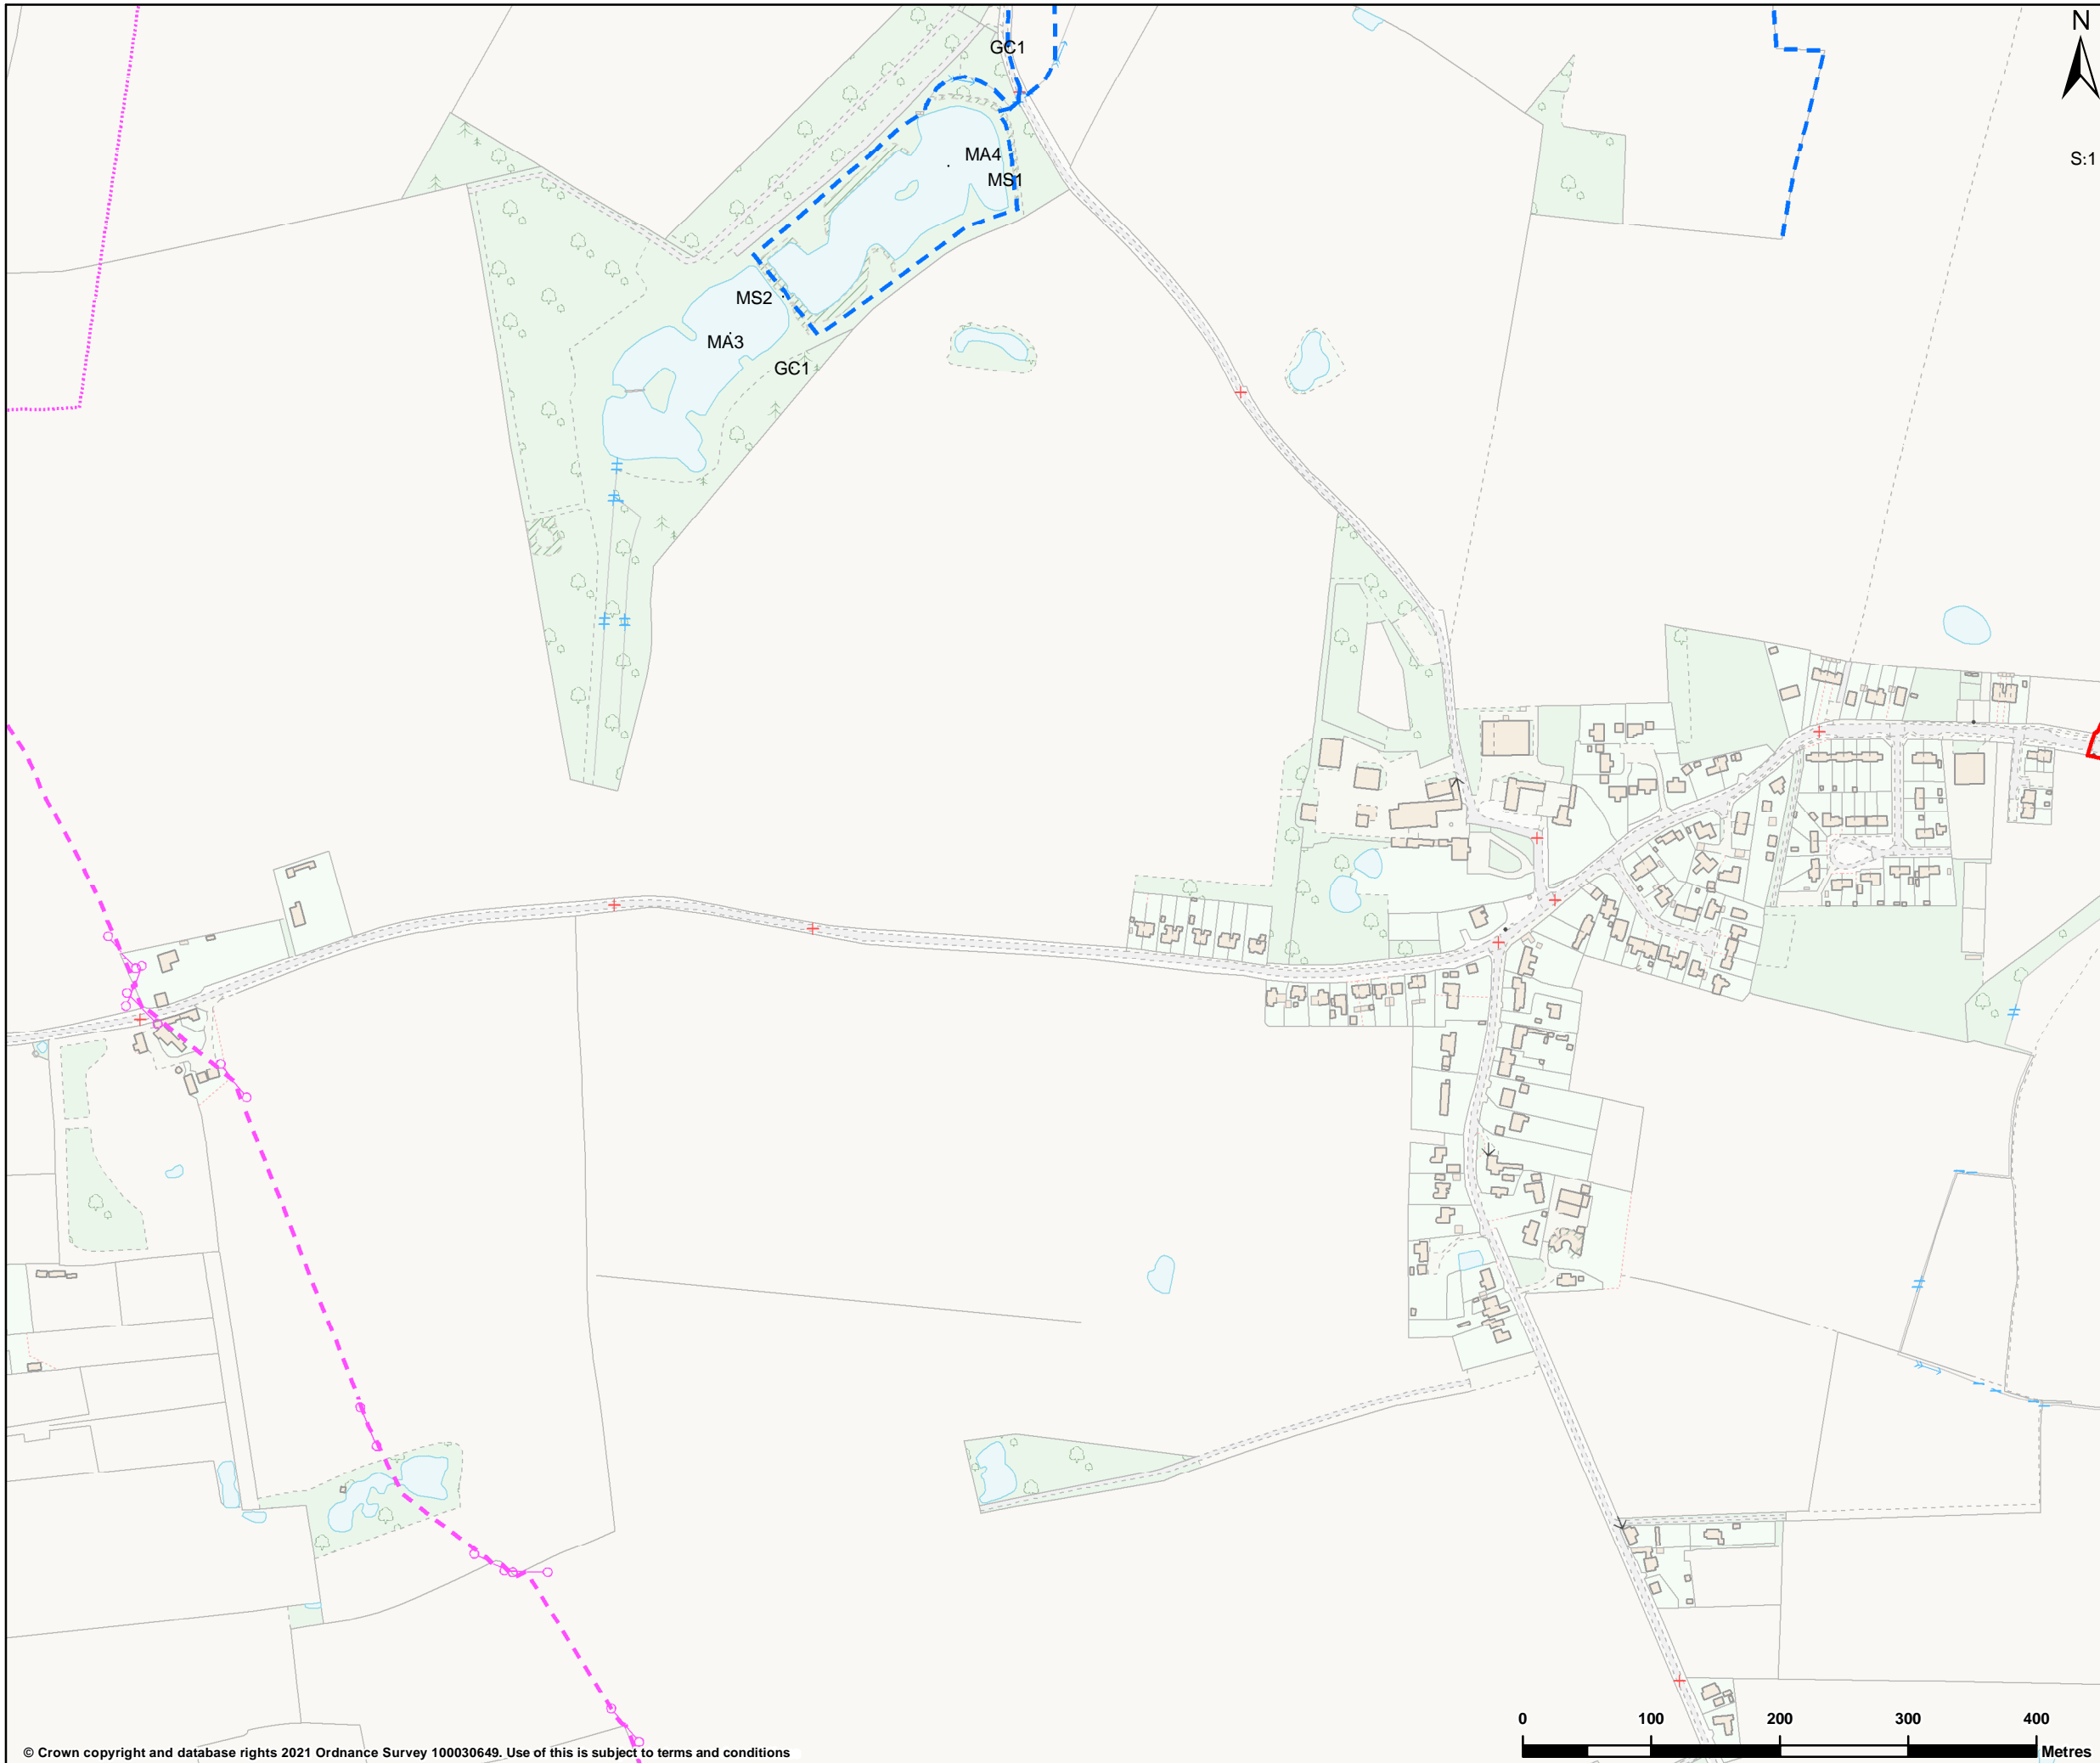 N
GC1
S:1
MA4
MS1
MS2
MA3
GC1
0 100 200 300 400
Metres
© Crown copyright and database rights 2021 Ordnance Survey 100030649. Use of this is subject to terms and conditions